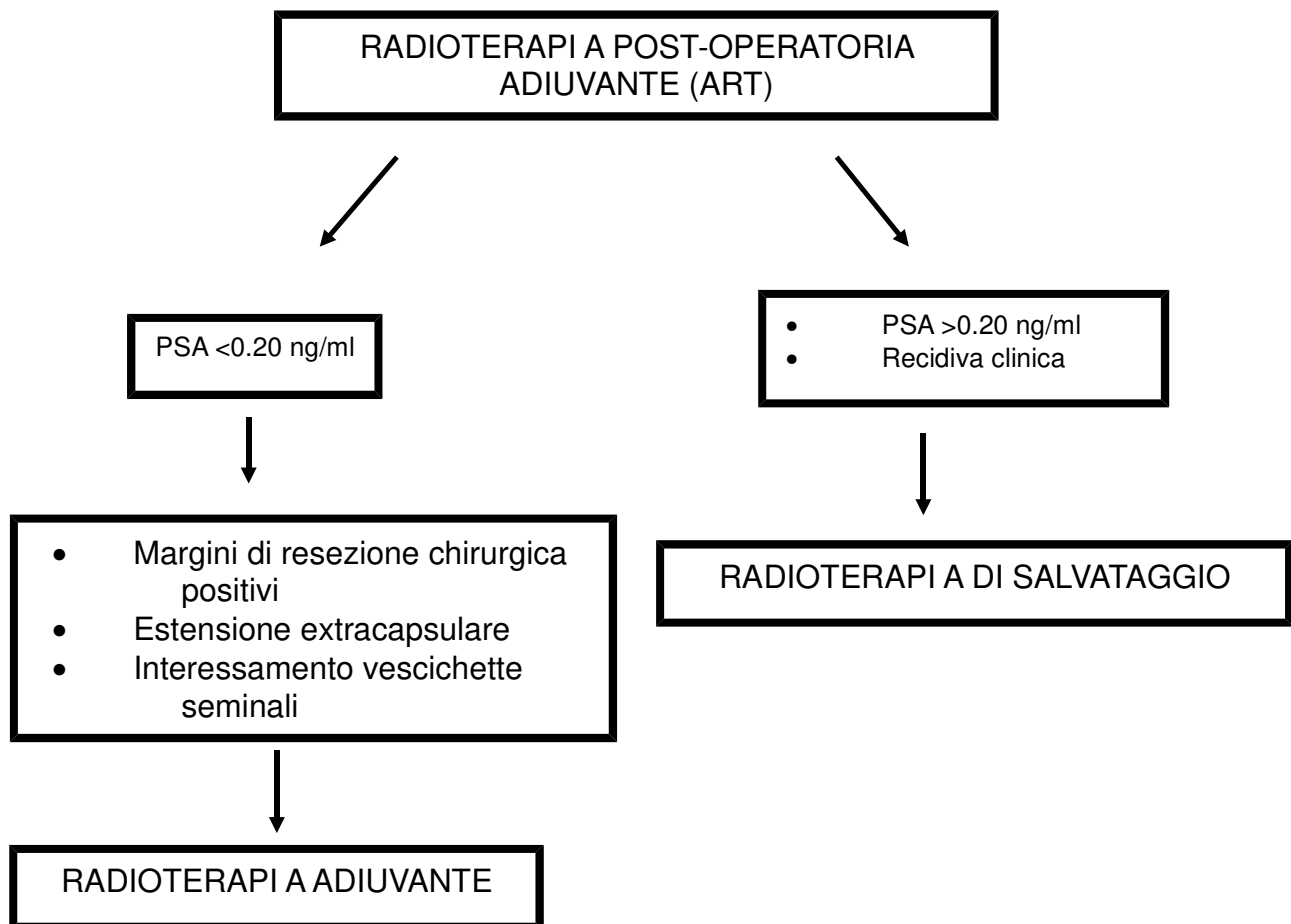 RADIOTERAPI A POST-OPERATORIA
ADIUVANTE (ART)
PSA <0.20 ng/ml
• PSA >0.20 ng/ml
• Recidiva clinica
• Margini di resezione chirurgica
positivi
• Estensione extracapsulare
• Interessamento vescichette
seminali
RADIOTERAPI A DI SALVATAGGIO
RADIOTERAPI A ADIUVANTE